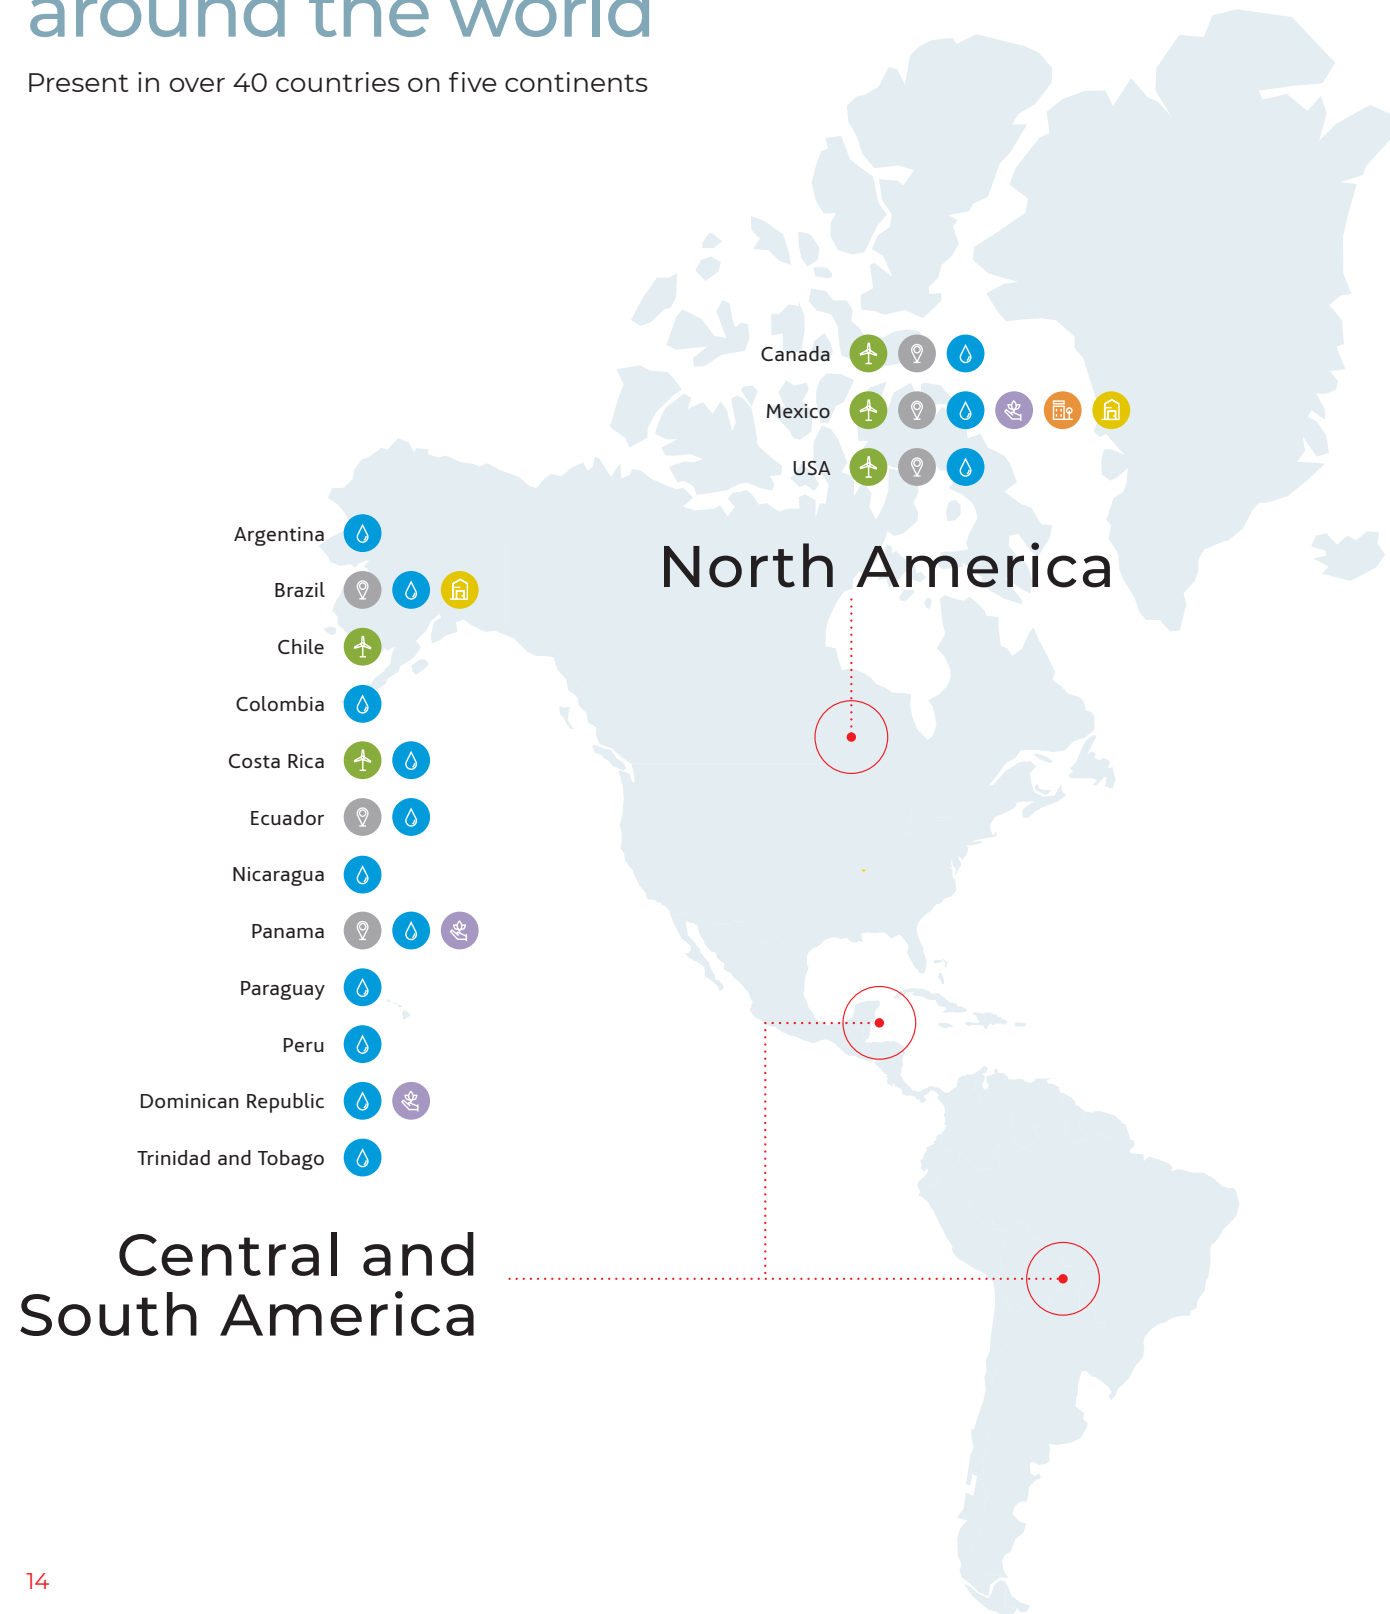 around the world
Present in over 40 countries on five continents
Canada
Mexico
USA
North America
Argentina
Brazil
Chile
Colombia
Costa Rica
Ecuador
Nicaragua
Panama
Paraguay
Peru
Dominican Republic
Trinidad and Tobago
Central and
South America
14